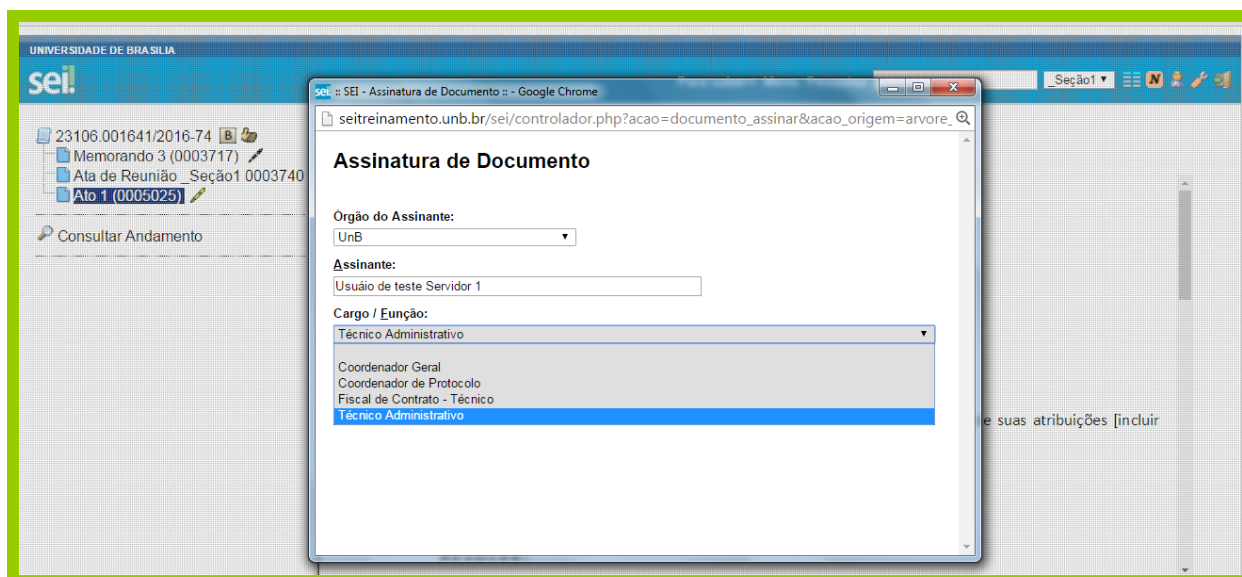 UNIVERSIDADE DE BRASILIA
sei!
_Seção1
N
sei. :: SEI - Assinatura de Documento :: - Google Chrome
seitreinamento.unb.br/sei/controlador.php?acao=documento_assinar&acao_origem=arvore_
23106.001641/2016-74 B
Memorando 3 (0003717)
Ata de Reunião _Seção1 0003740
Ato 1 (0005025)
Consultar Andamento
Assinatura de Documento
Órgão do Assinante:
UnB
Assinante:
Usuáio de teste Servidor 1
Cargo / Função:
Técnico Administrativo
Coordenador Geral
Coordenador de Protocolo
Fiscal de Contrato - Técnico
Técnico Administrativo
e suas atribuições [incluir